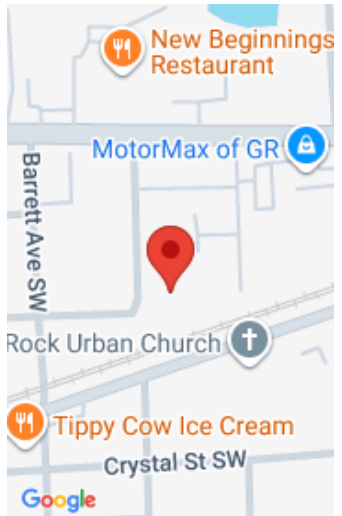 New Beginnings
Restaurant
MotorMax of GR
Barrett Ave SW
Rock Urban Church
Tippy Cow Ice Cream
Crystal St SW
Google